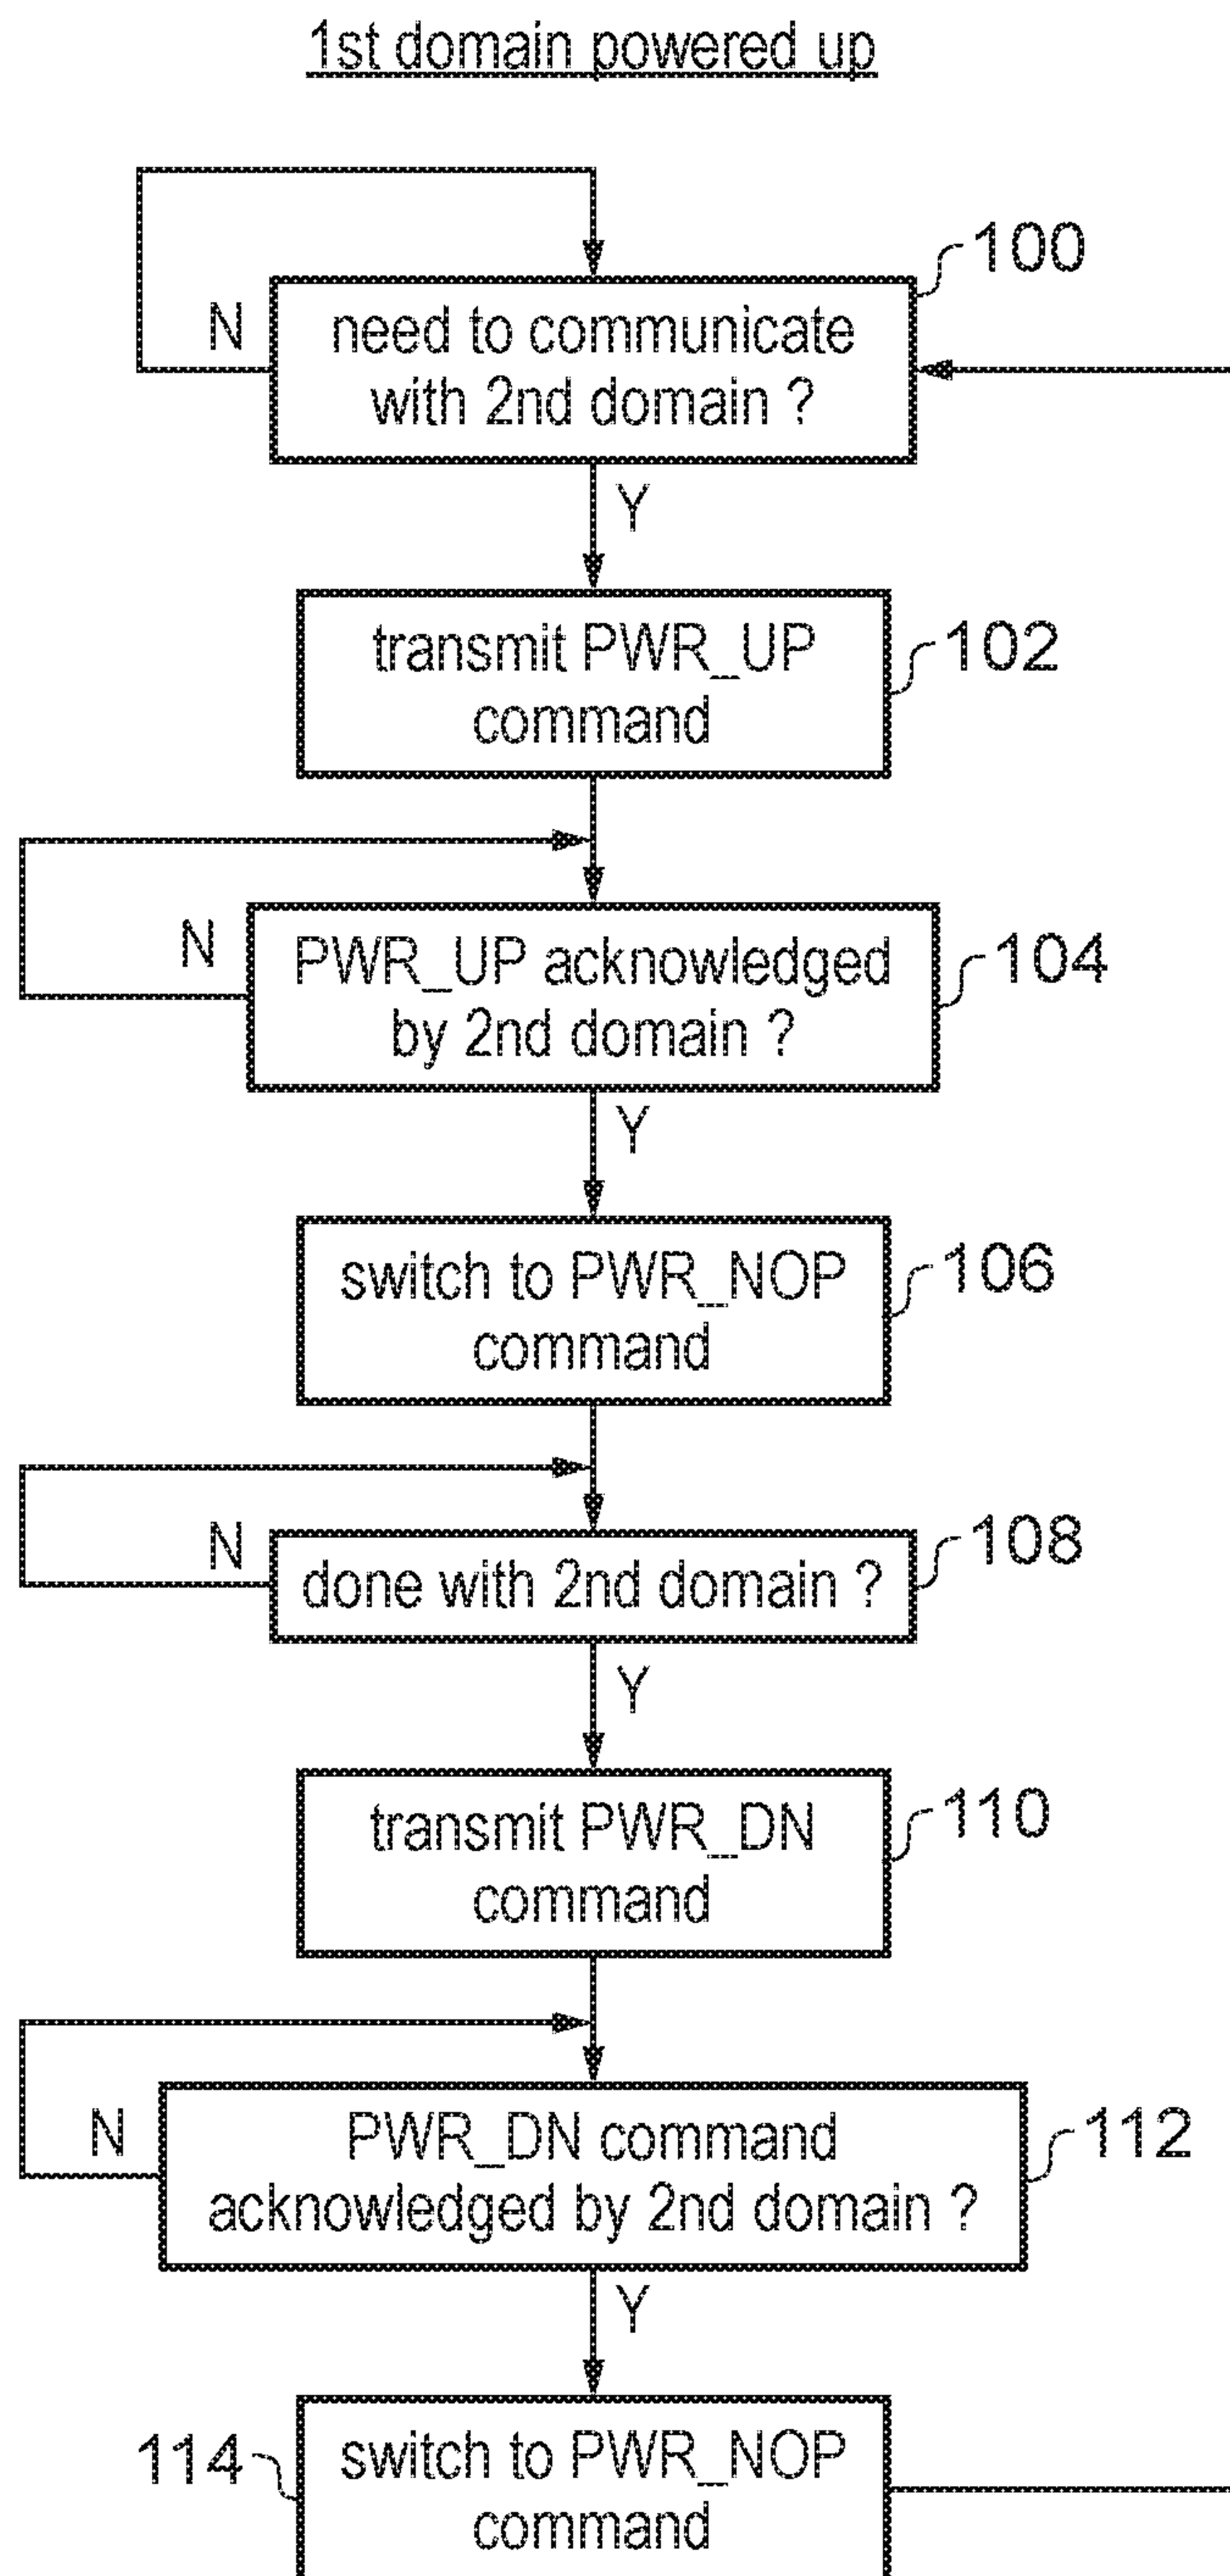 1st domain powered up
100
need to communicate
N
with 2nd domain ?
Y
transmit PWR_UP
102
command
N
PWR_UP acknowledged
104
by 2nd domain ?
Y
switch to PWR_NOP
106
command
N
done with 2nd domain ?
108
Y
transmit PWR_DN
110
command
N
PWR_DN command
112
acknowledged by 2nd domain ?
Y
114
switch to PWR_NOP
command